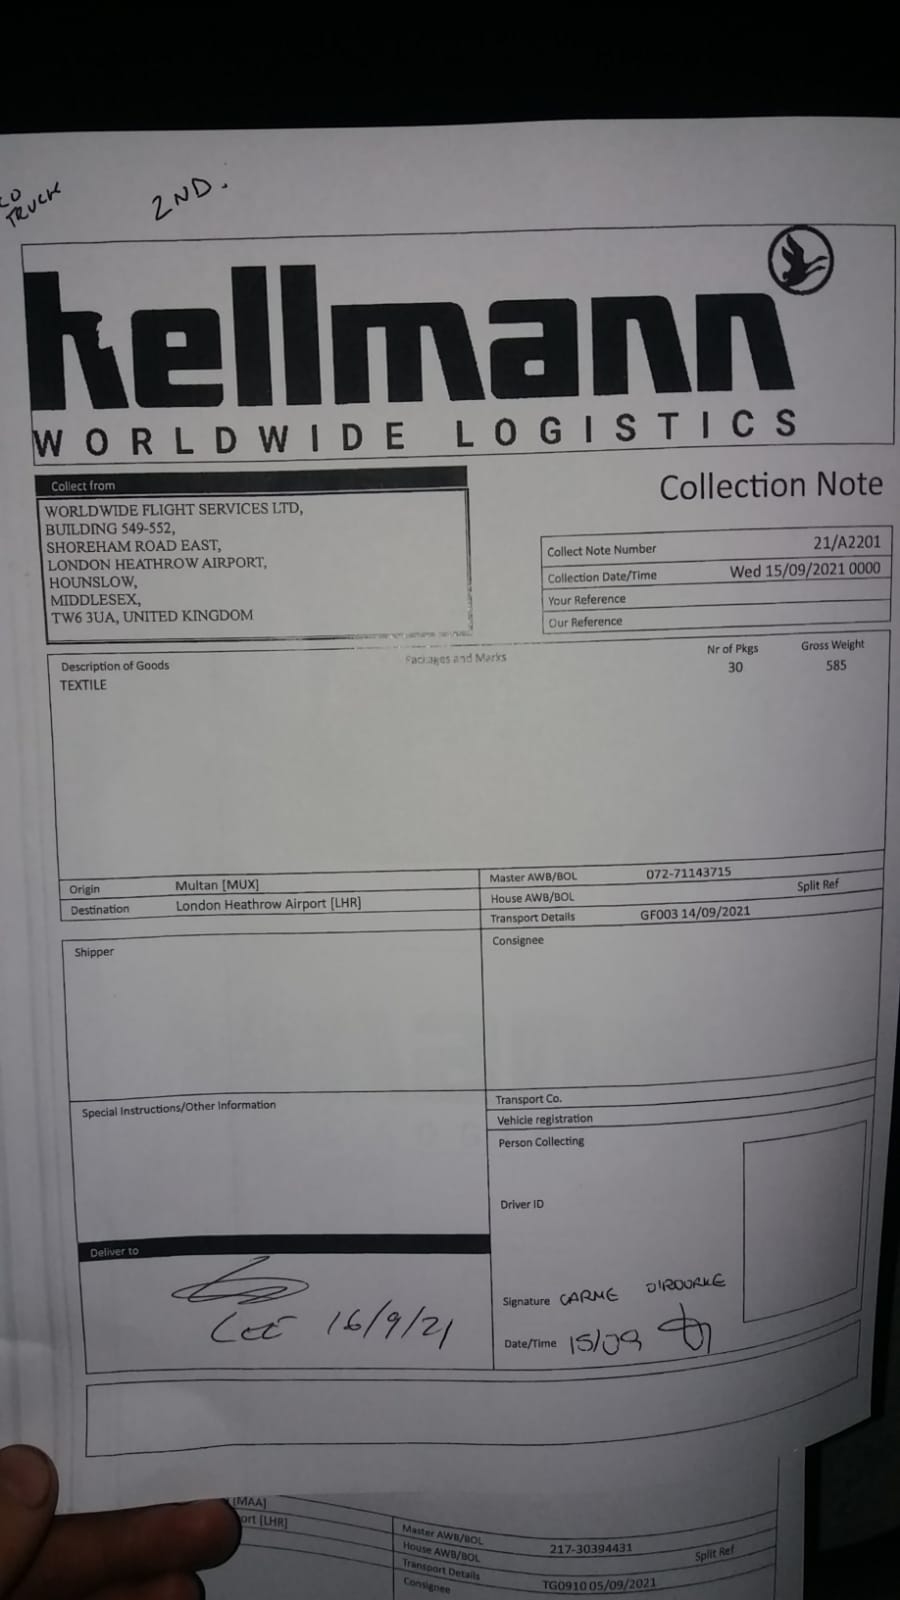 TRUCK
2ND.
hellmann
WORLDWIDE LOGISTICS
Collect from
WORLDWIDE FLIGHT SERVICES LTD,
BUILDING 549-552,
SHOREHAM ROAD EAST,
LONDON HEATHROW AIRPORT,
HOUNSLOW,
MIDDLESEX,
TW6 3UA, UNITED KINGDOM
Collection Note
Collect Note Number 21/A2201
Collection Date/Time Wed 15/09/2021 0000
Your Reference
Our Reference
Description of Goods Packages and Marks Nr of Pkgs Gross Weight
TEXTILE 30 585
Origin Multan [MUX]
Destination London Heathrow Airport [LHR]
Master AWB/BOL 072-71143715
House AWB/BOL Split Ref
Transport Details GF003 14/09/2021
Shipper
Consignee
Special Instructions/Other Information
Transport Co.
Vehicle registration
Person Collecting
Driver ID
Deliver to
LEE 16/9/21
Signature CARME O'ROURKE
Date/Time 15/09
[MAA]
ort [LHR]
Master AWB/BOL 217-30394431
House AWB/BOL Split Ref
Transport Details TG0910 05/09/2021
Consignee